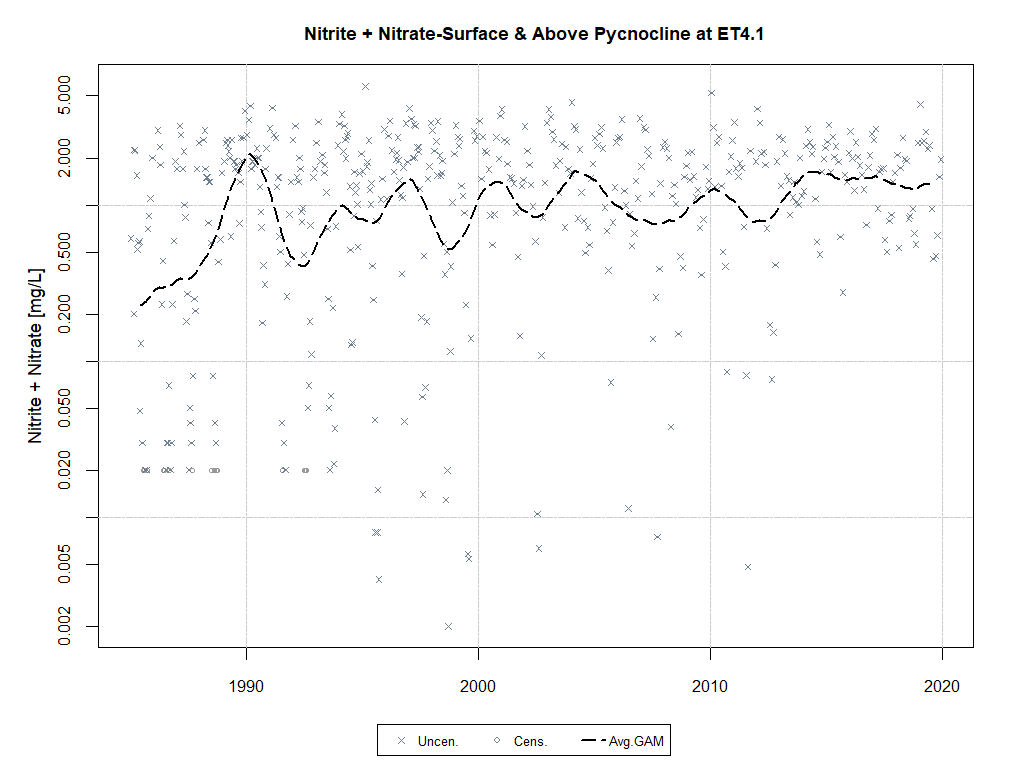 Nitrite + Nitrate-Surface & Above Pycnocline at ET4.1
Nitrite + Nitrate [mg/L]
5.000
2.000
0.500
0.200
0.050
0.020
0.005
0.002
1990 2000 2010 2020
Uncen. Cens. Avg.GAM